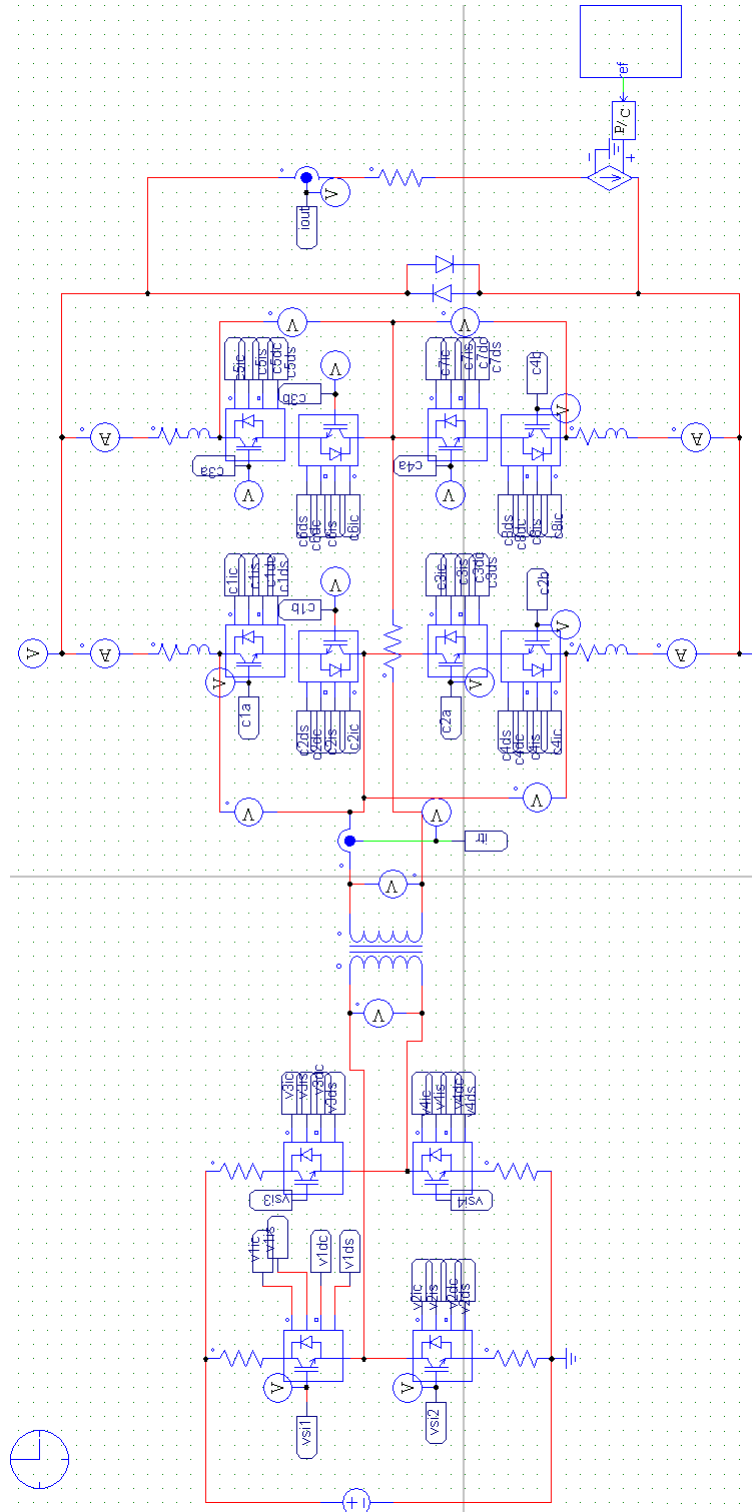 ref
P/C
- +
V
iout
V V
c5ic c5is c5dc c5ds
c3b
V
c7ic c7is c7dc c7ds
c4b
V
A
A
c3a
V
c4a
V
c6ds c6dc c6is c6ic
c8ds c8dc c8is c8ic
c1ic c1is c1dc c1ds
c1b
V
c3ic c3is c3dc c3ds
c2b
V
A
A
A
V
c1a
V
c2a
c2ds c2dc c2is c2ic
c4ds c4dc c4is c4ic
V
V
V
itr
V
V
v3ic v3is v3dc v3ds
v4ic v4is v4dc v4ds
vsi3
vsi4
v1ic v1is v1dc v1ds
v2ic v2is v2dc v2ds
V
V
vsi1
vsi2
+